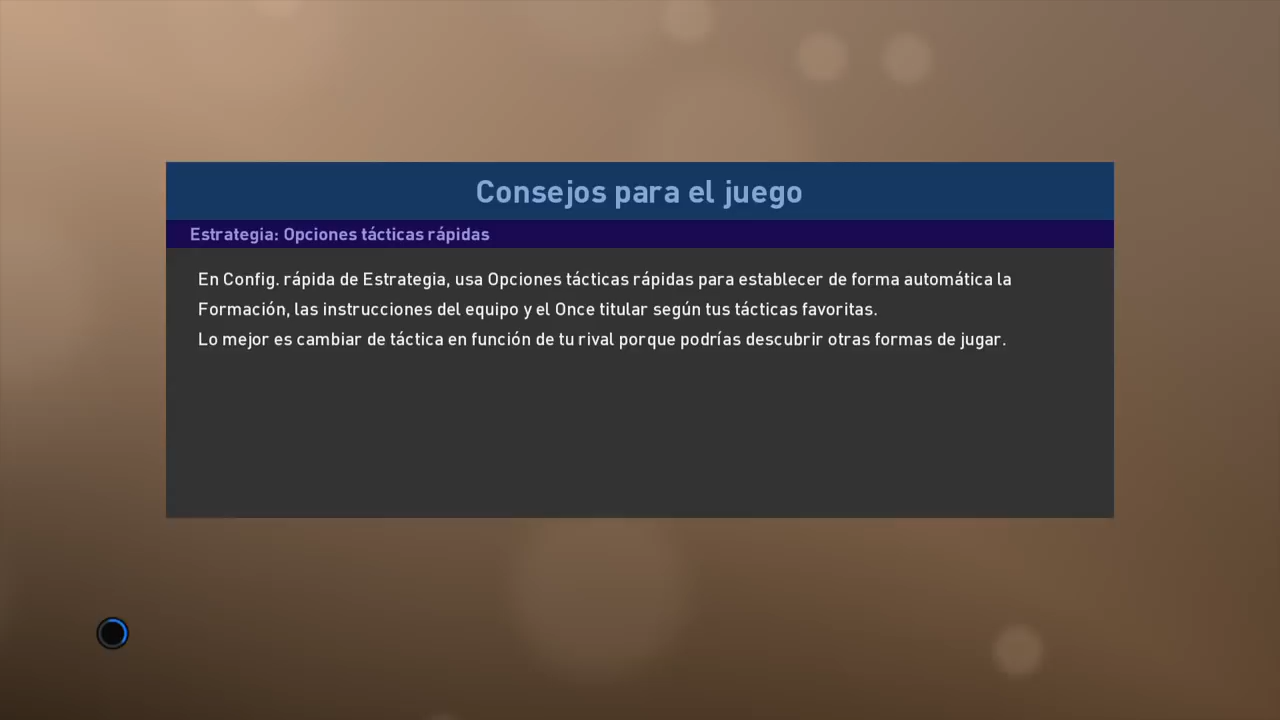 Consejos para el juego
Estrategia: Opciones tácticas rápidas
En Config. rápida de Estrategia, usa Opciones tácticas rápidas para establecer de forma automática la
Formación, las instrucciones del equipo y el Once titular según tus tácticas favoritas.
Lo mejor es cambiar de táctica en función de tu rival porque podrías descubrir otras formas de jugar.